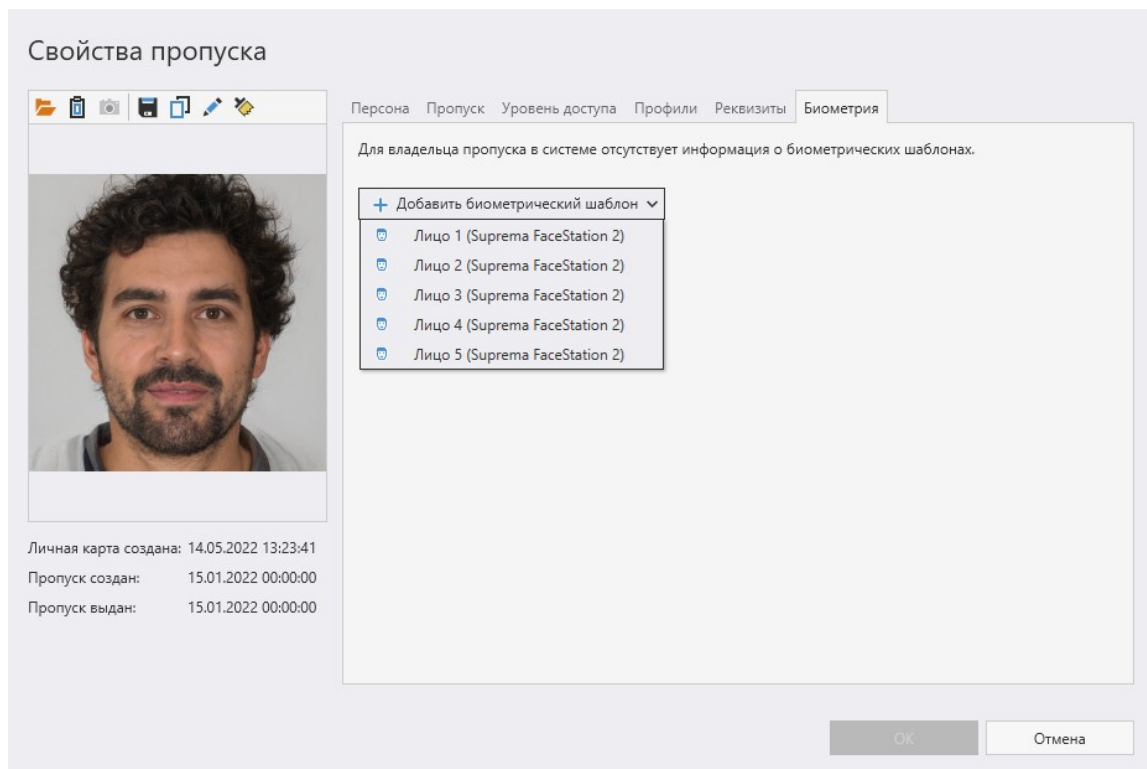 Свойства пропуска
Персона Пропуск Уровень доступа Профили Реквизиты Биометрия
Для владельца пропуска в системе отсутствует информация о биометрических шаблонах.
Добавить биометрический шаблон
Лицо 1 (Suprema FaceStation 2)
Лицо 2 (Suprema FaceStation 2)
Лицо 3 (Suprema FaceStation 2)
Лицо 4 (Suprema FaceStation 2)
Лицо 5 (Suprema FaceStation 2)
Личная карта создана: 14.05.2022 13:23:41
Пропуск создан: 15.01.2022 00:00:00
Пропуск выдан: 15.01.2022 00:00:00
ОК Отмена